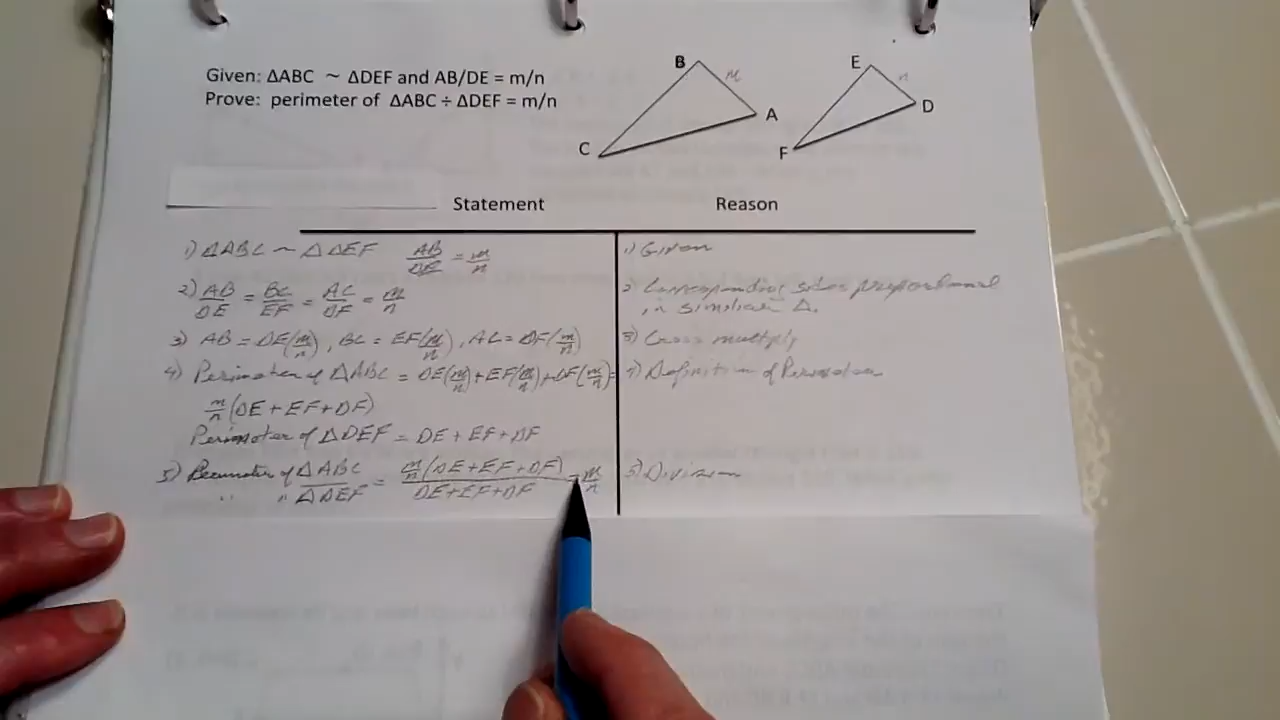 Given: ΔABC ~ ΔDEF and AB/DE = m/n
Prove: perimeter of ΔABC ÷ ΔDEF = m/n
B
M
A
C
E
n
D
F
Statement
Reason
1) ΔABC ~ ΔDEF AB/DE = m/n
1) Given
2) AB/DE = BC/EF = AC/DF = m/n
2) Corresponding sides proportional
in similar Δ.
3) AB = DE(m/n), BC = EF(m/n), AC = DF(m/n)
3) Cross multiply
4) Perimeter of ΔABC = DE(m/n)+EF(m/n)+DF(m/n)=
4) Definition of Perimeter
m/n (DE+EF+DF)
Perimeter of ΔDEF = DE+EF+DF
5) Perimeter of ΔABC / " " ΔDEF = m/n (DE+EF+DF) / DE+EF+DF = m/n
5) Division